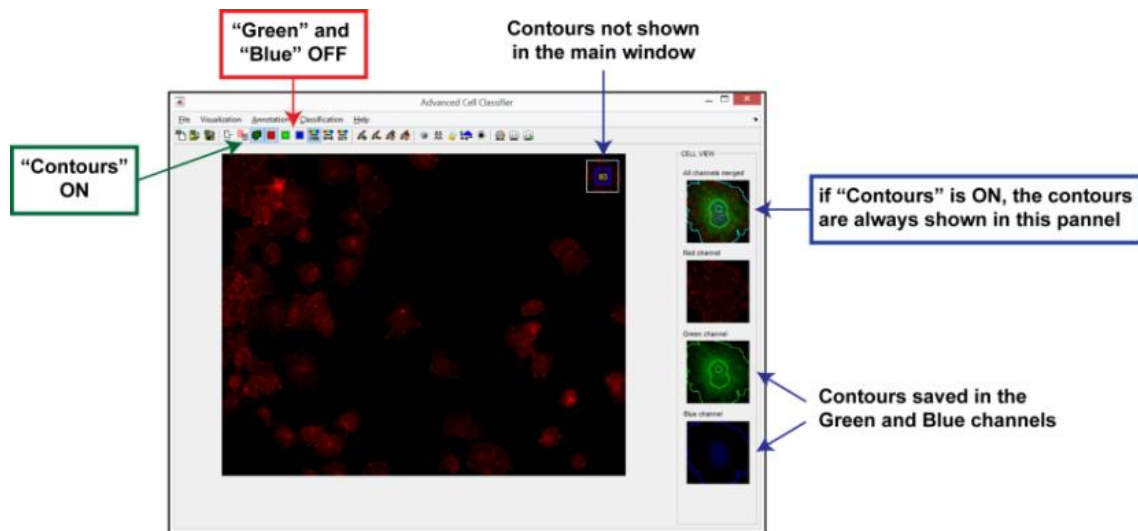 “Green” and
“Blue” OFF
Contours not shown
in the main window
Advanced Cell Classifier
File Visualization Annotation Classification Help
“Contours”
ON
CELL VIEW
All channels merged
if “Contours” is ON, the contours
are always shown in this pannel
Red channel
Green channel
Contours saved in the
Green and Blue channels
Blue channel